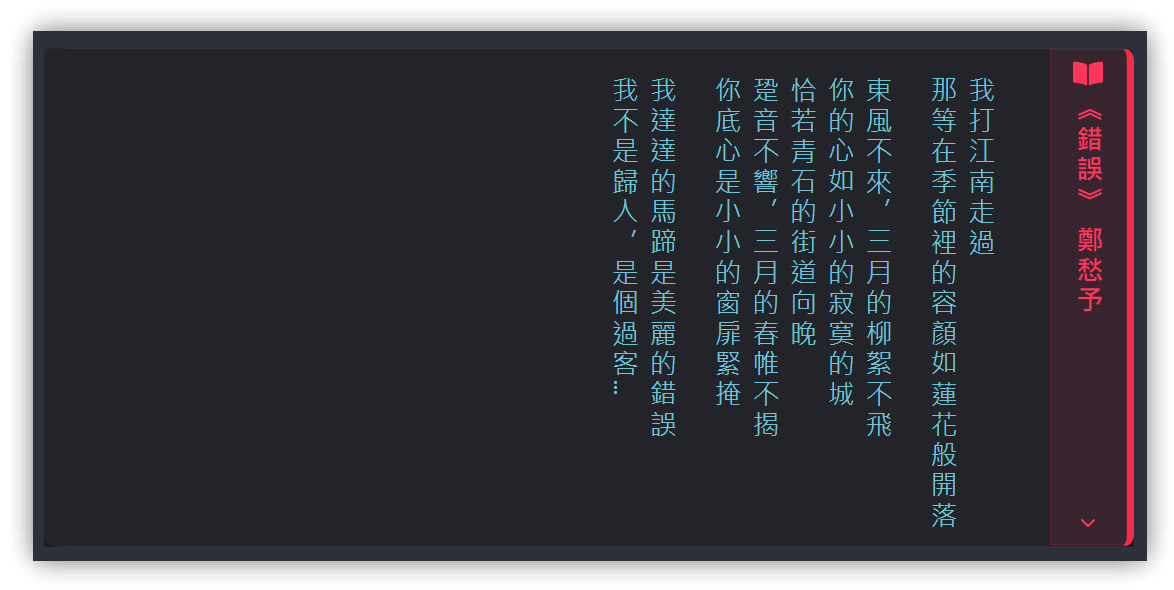 《錯誤》 鄭愁予
我打江南走過
那等在季節裡的容顏如蓮花般開落
東風不來，三月的柳絮不飛
你的心如小小的寂寞的城
恰若青石的街道向晚
跫音不響，三月的春帷不揭
你底心是小小的窗扉緊掩
我達達的馬蹄是美麗的錯誤
我不是歸人，是個過客…